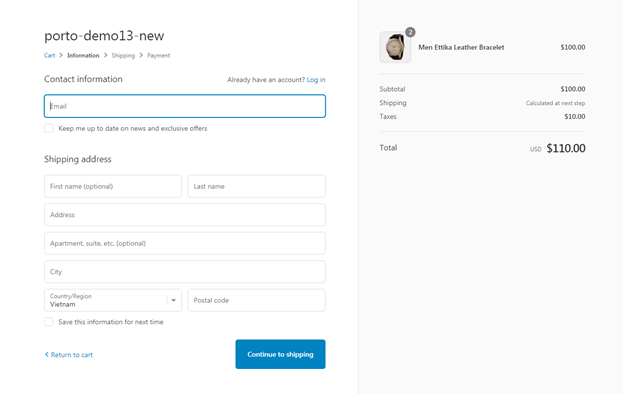 porto-demo13-new
Cart > Information > Shipping > Payment
Contact information
Already have an account? Log in
Email
Keep me up to date on news and exclusive offers
Shipping address
First name (optional)
Last name
Address
Apartment, suite, etc. (optional)
City
Country/Region
Vietnam
Postal code
Save this information for next time
< Return to cart
Continue to shipping
2
Men Ettika Leather Bracelet
$100.00
Subtotal
$100.00
Shipping
Calculated at next step
Taxes
$10.00
Total
USD $110.00